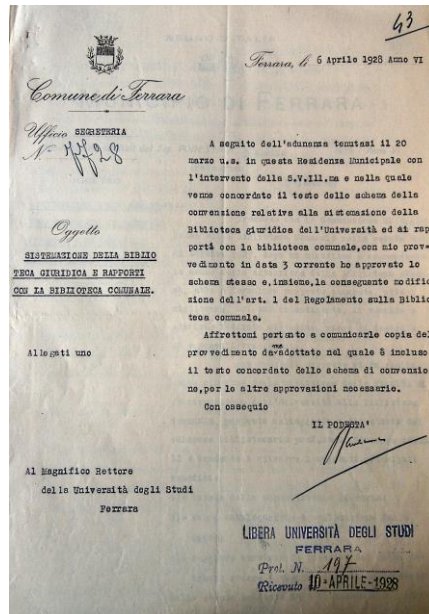 43
Comune di Ferrara
Ferrara, li 6 Aprile 1928 Anno VI
Ufficio SEGRETERIA
N° 7728
Oggetto
SISTEMAZIONE DELLA BIBLIO
TECA GIURIDICA E RAPPORTI
CON LA BIBLIOTECA COMUNALE.
Allegati uno
A seguito dell'adunanza tenutasi il 20
marzo u.s. in questa Residenza Municipale con
l'intervento della S.V.Ill.ma e nella quale
venne concordato il testo dello schema della
convenzione relativa alla sistemazione della
Biblioteca giuridica dell'Università ed ai rap
porti con la biblioteca comunale, con mio prov=
vedimento in data 3 corrente ho approvato lo
schema stesso e, insieme, la conseguente modifi=
zione dell'art. 1 del Regolamento sulla Biblio
teca comunale.
Affrettomi pertanto a comunicarle copia del
provvedimento da me adottato nel quale è incluso
il testo concordato dello schema di convenzio
ne, per le altre approvazioni necessarie.
Con ossequio
IL PODESTA'
Al Magnifico Rettore
della Università degli Studi
Ferrara
LIBERA UNIVERSITÀ DEGLI STUDI
FERRARA
Prot. N. 197
Ricevuto 10 APRILE 1928